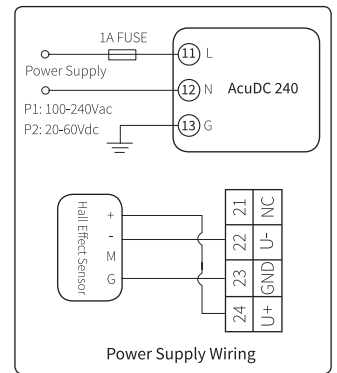 1A FUSE
11 L
Power Supply
12 N AcuDC 240
P1: 100-240Vac
P2: 20-60Vdc
13 G
Hall Effect Sensor
+
-
M
G
21 NC
22 U-
23 GND
24 U+
Power Supply Wiring